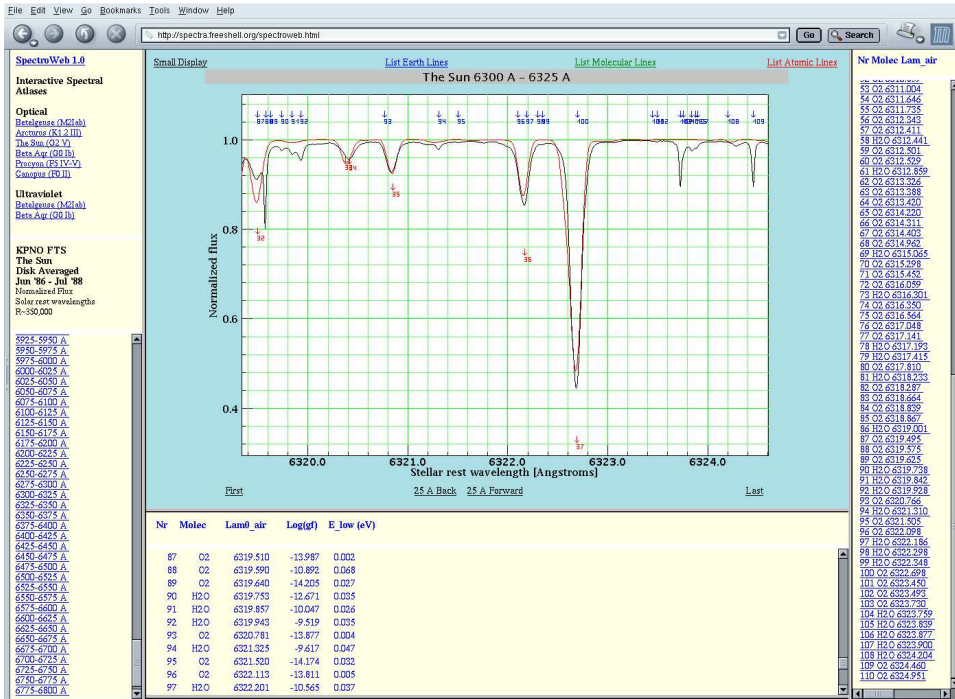 File Edit View Go Bookmarks Tools Window Help
http://spectra.freeshell.org/spectroweb.html
Go
Search
SpectroWeb 1.0
Interactive Spectral
Atlases
Optical
Betelgeuse (M2Iab)
Arcturus (K1.2 III)
The Sun (G2 V)
Beta Aqr (G0 Ib)
Procyon (F5 IV-V)
Canopus (F0 II)
Ultraviolet
Betelgeuse (M2Iab)
Beta Aqr (G0 Ib)
KPNO FTS
The Sun
Disk Averaged
Jun '86 - Jul '88
Normalized Flux
Solar rest wavelengths
R~350,000
5925-5950 A
5950-5975 A
5975-6000 A
6000-6025 A
6025-6050 A
6050-6075 A
6075-6100 A
6100-6125 A
6125-6150 A
6150-6175 A
6175-6200 A
6200-6225 A
6225-6250 A
6250-6275 A
6275-6300 A
6300-6325 A
6325-6350 A
6350-6375 A
6375-6400 A
6400-6425 A
6425-6450 A
6450-6475 A
6475-6500 A
6500-6525 A
6525-6550 A
6550-6575 A
6575-6600 A
6600-6625 A
6625-6650 A
6650-6675 A
6675-6700 A
6700-6725 A
6725-6750 A
6750-6775 A
6775-6800 A
Small Display List Earth Lines List Molecular Lines List Atomic Lines
The Sun 6300 A - 6325 A
93 95 96 97 100 109
1.0
0.8
0.6
0.4
32
35
36
37
Normalized flux
6320.0 6321.0 6322.0 6323.0 6324.0
Stellar rest wavelength [Angstroms]
First 25 A Back 25 A Forward Last
Nr Molec Lam0_air Log(gf) E_low (eV)
87 O2 6319.510 -13.987 0.002
88 O2 6319.590 -10.892 0.068
89 O2 6319.640 -14.205 0.027
90 H2O 6319.753 -12.671 0.035
91 H2O 6319.857 -10.047 0.026
92 H2O 6319.943 -9.519 0.035
93 O2 6320.781 -13.877 0.004
94 H2O 6321.325 -9.617 0.047
95 O2 6321.520 -14.174 0.032
96 O2 6322.113 -13.811 0.005
97 H2O 6322.201 -10.565 0.037
Nr Molec Lam_air
53 O2 6311.004
54 O2 6311.646
55 O2 6311.735
56 O2 6312.343
57 O2 6312.411
58 H2O 6312.441
59 O2 6312.501
60 O2 6312.529
61 H2O 6312.859
62 O2 6313.326
63 O2 6313.388
64 O2 6313.420
65 O2 6314.220
66 O2 6314.311
67 O2 6314.403
68 O2 6314.962
69 H2O 6315.065
70 O2 6315.298
71 O2 6315.452
72 O2 6316.059
73 H2O 6316.301
74 O2 6316.350
75 O2 6316.564
76 O2 6317.048
77 O2 6317.141
78 H2O 6317.193
79 H2O 6317.415
80 O2 6317.810
81 H2O 6318.233
82 O2 6318.287
83 O2 6318.664
84 O2 6318.839
85 O2 6318.867
86 H2O 6319.001
87 O2 6319.495
88 O2 6319.575
89 O2 6319.625
90 H2O 6319.738
91 H2O 6319.842
92 H2O 6319.928
93 O2 6320.766
94 H2O 6321.310
95 O2 6321.505
96 O2 6322.098
97 H2O 6322.186
98 H2O 6322.298
99 H2O 6322.348
100 O2 6322.698
101 O2 6323.450
102 O2 6323.493
103 O2 6323.730
104 H2O 6323.759
105 H2O 6323.839
106 H2O 6323.877
107 H2O 6323.900
108 H2O 6324.204
109 O2 6324.460
110 O2 6324.951